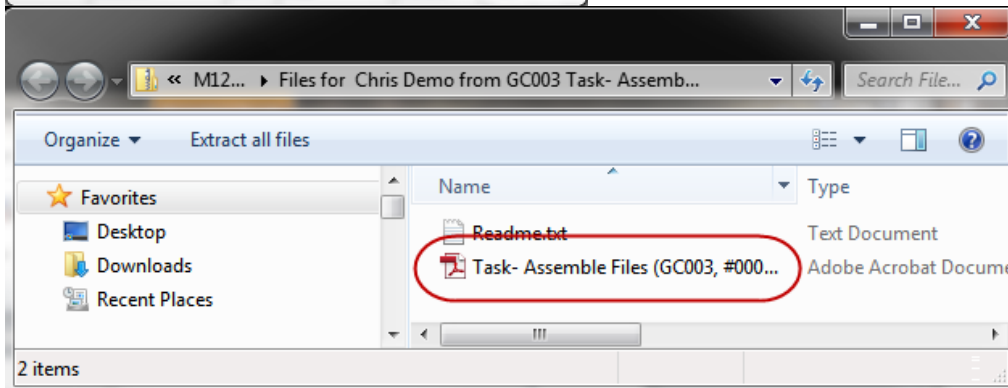 « M12... ▸ Files for Chris Demo from GC003 Task- Assemb...
Search File...
Organize
Extract all files
Favorites
Desktop
Downloads
Recent Places
Name
Type
Readme.txt
Text Document
Task- Assemble Files (GC003, #000...
Adobe Acrobat Docume
2 items